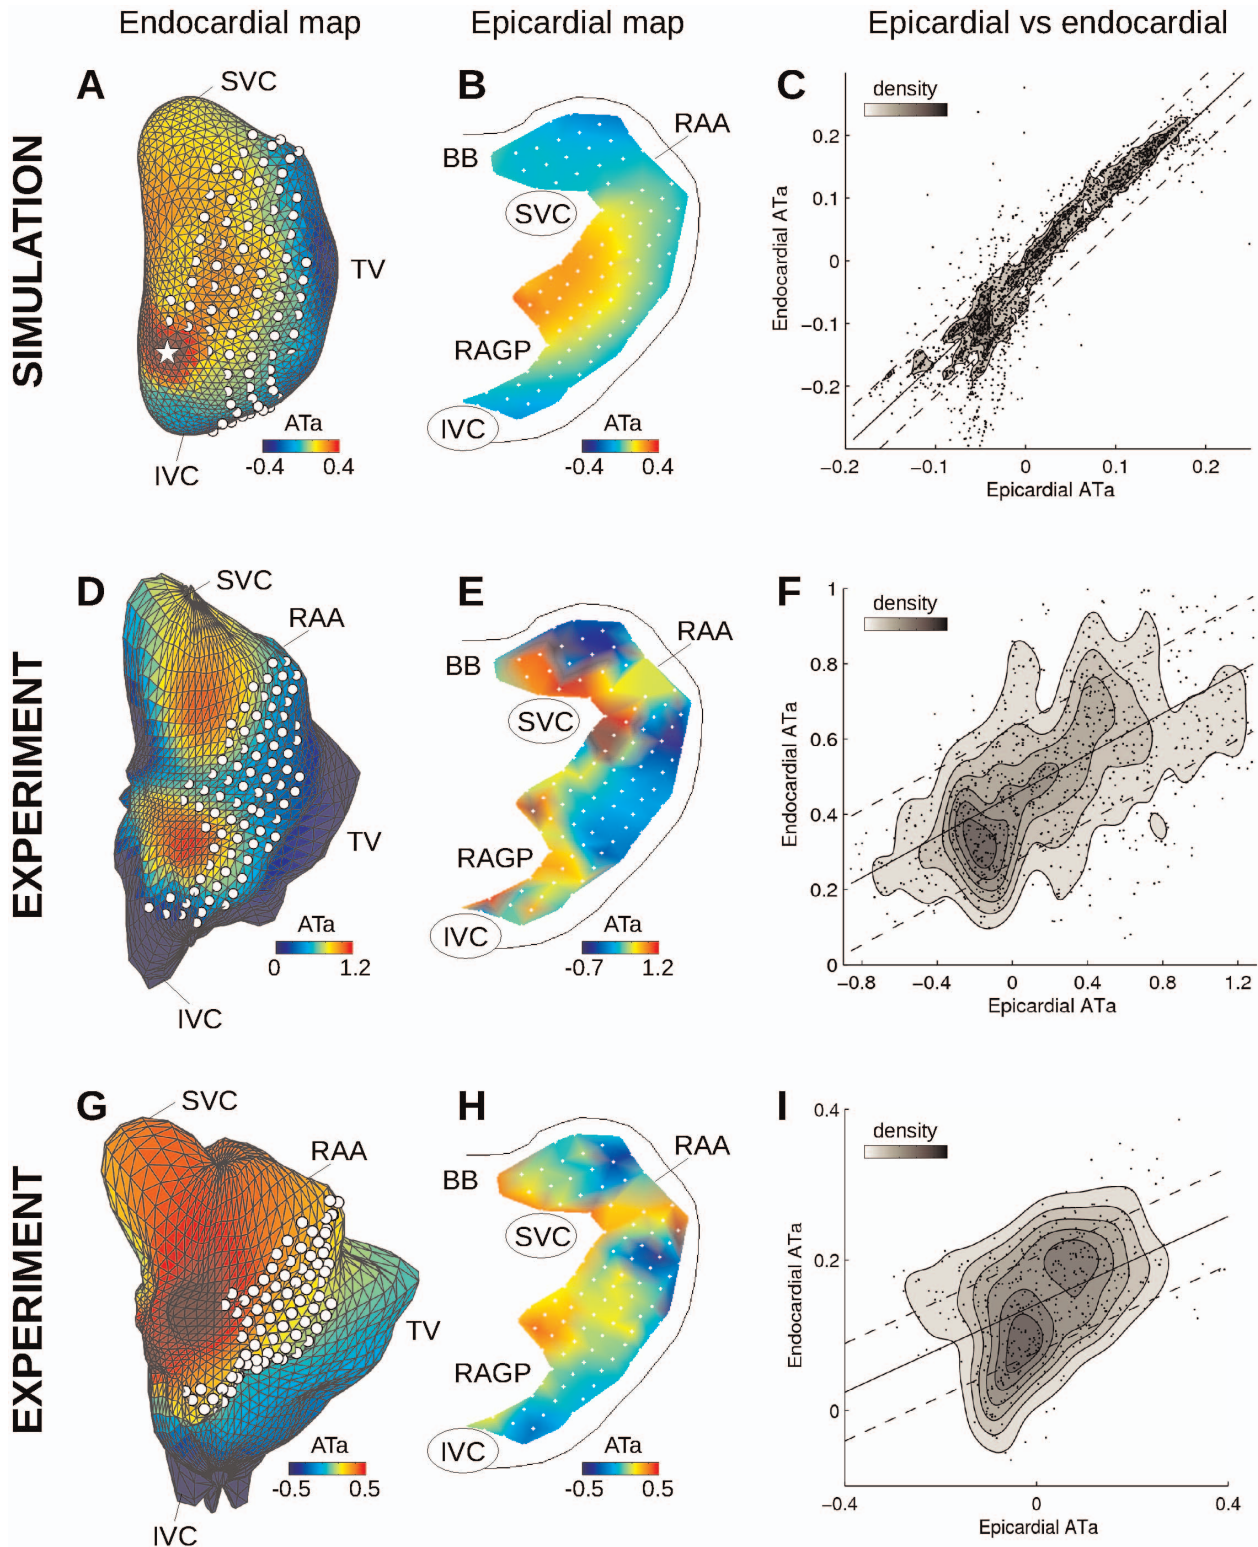 Endocardial map
Epicardial map
Epicardial vs endocardial
SIMULATION
A
SVC
TV
IVC
ATa
-0.4
0.4
B
BB
RAA
SVC
RAGP
IVC
ATa
-0.4
0.4
C
density
Endocardial ATa
0.2
0.1
0
−0.1
−0.2
−0.2
−0.1
0
0.1
0.2
Epicardial ATa
EXPERIMENT
D
SVC
RAA
TV
IVC
ATa
0
1.2
E
BB
RAA
SVC
RAGP
IVC
ATa
-0.7
1.2
F
density
Endocardial ATa
1
0.8
0.6
0.4
0.2
0
−0.8
−0.4
0
0.4
0.8
1.2
Epicardial ATa
EXPERIMENT
G
SVC
RAA
TV
IVC
ATa
-0.5
0.5
H
BB
RAA
SVC
RAGP
IVC
ATa
-0.5
0.5
I
density
Endocardial ATa
0.4
0.2
0
−0.4
0
0.4
Epicardial ATa